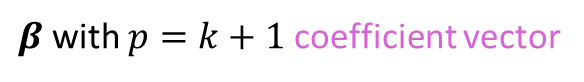 𝜷 with 𝑝 = 𝑘 + 1 coefficient vector